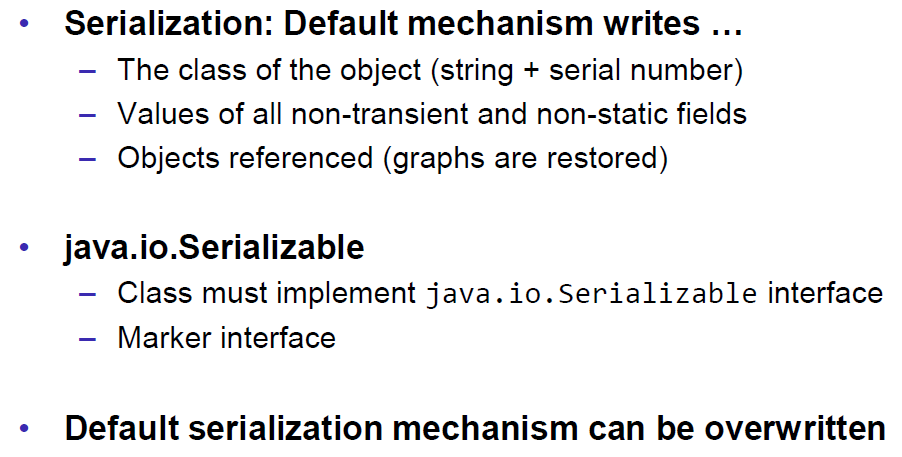 • Serialization: Default mechanism writes …
– The class of the object (string + serial number)
– Values of all non-transient and non-static fields
– Objects referenced (graphs are restored)
• java.io.Serializable
– Class must implement java.io.Serializable interface
– Marker interface
• Default serialization mechanism can be overwritten